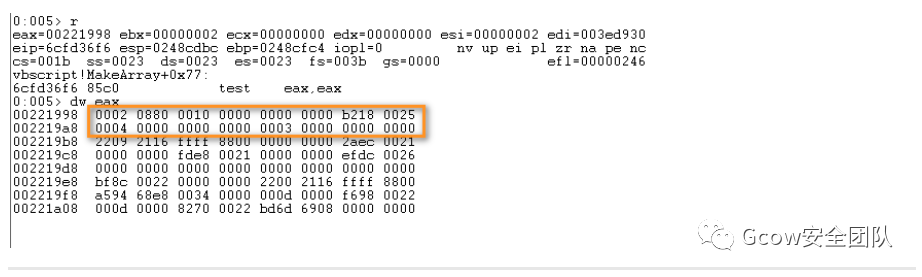 0:005> r
eax=00221998 ebx=00000002 ecx=00000000 edx=00000000 esi=00000002 edi=003ed930
eip=6cfd36f6 esp=0248cdbc ebp=0248cfc4 iopl=0 nv up ei pl zr na pe nc
cs=001b ss=0023 ds=0023 es=0023 fs=003b gs=0000 efl=00000246
vbscript!MakeArray+0x77:
6cfd36f6 85c0 test eax,eax
0:005> dw eax
00221998 0002 0880 0010 0000 0000 0000 b218 0025
002219a8 0004 0000 0000 0000 0003 0000 0000 0000
002219b8 2209 2116 ffff 8800 0000 0000 2aec 0021
002219c8 0000 0000 fde8 0021 0000 0000 efdc 0026
002219d8 0000 0000 0000 0000 0000 0000 0000 0000
002219e8 bf8c 0022 0000 0000 2200 2116 ffff 8800
002219f8 a594 68e8 0034 0000 000d 0000 f698 0022
00221a08 000d 0000 8270 0022 bd6d 6908 0000 0000
Gcow安全团队